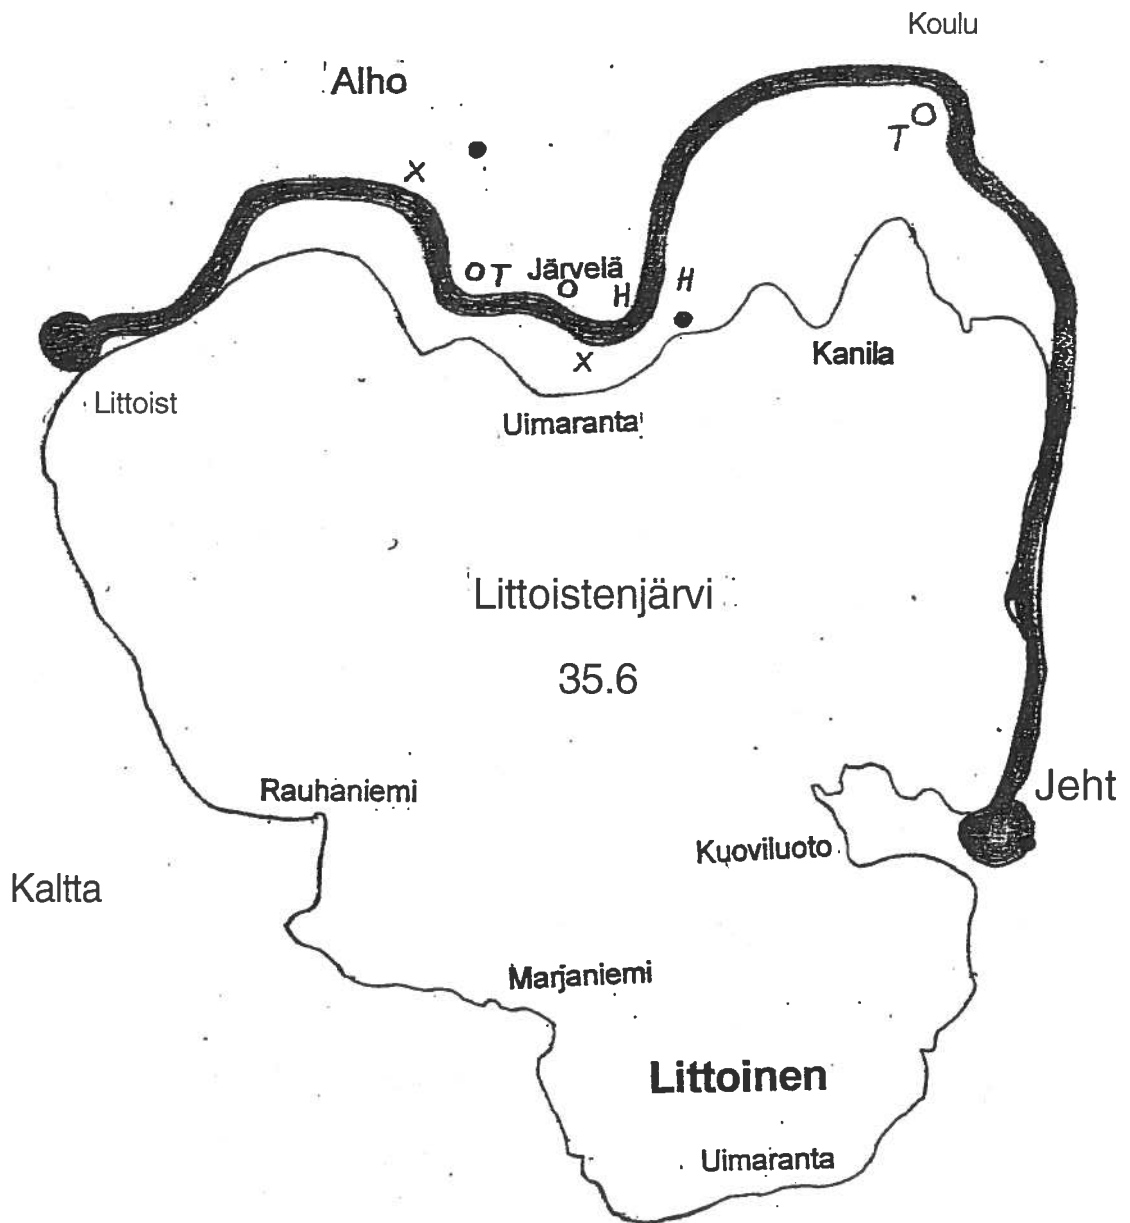 Koulu
Alho
T O
X
O T Järvelä
O H H
X
Kanila
Littoist
Uimaranta
Littoistenjärvi
35.6
Rauhaniemi
Jeht
Kuoviluoto
Kaltta
Marjaniemi
Littoinen
Uimaranta